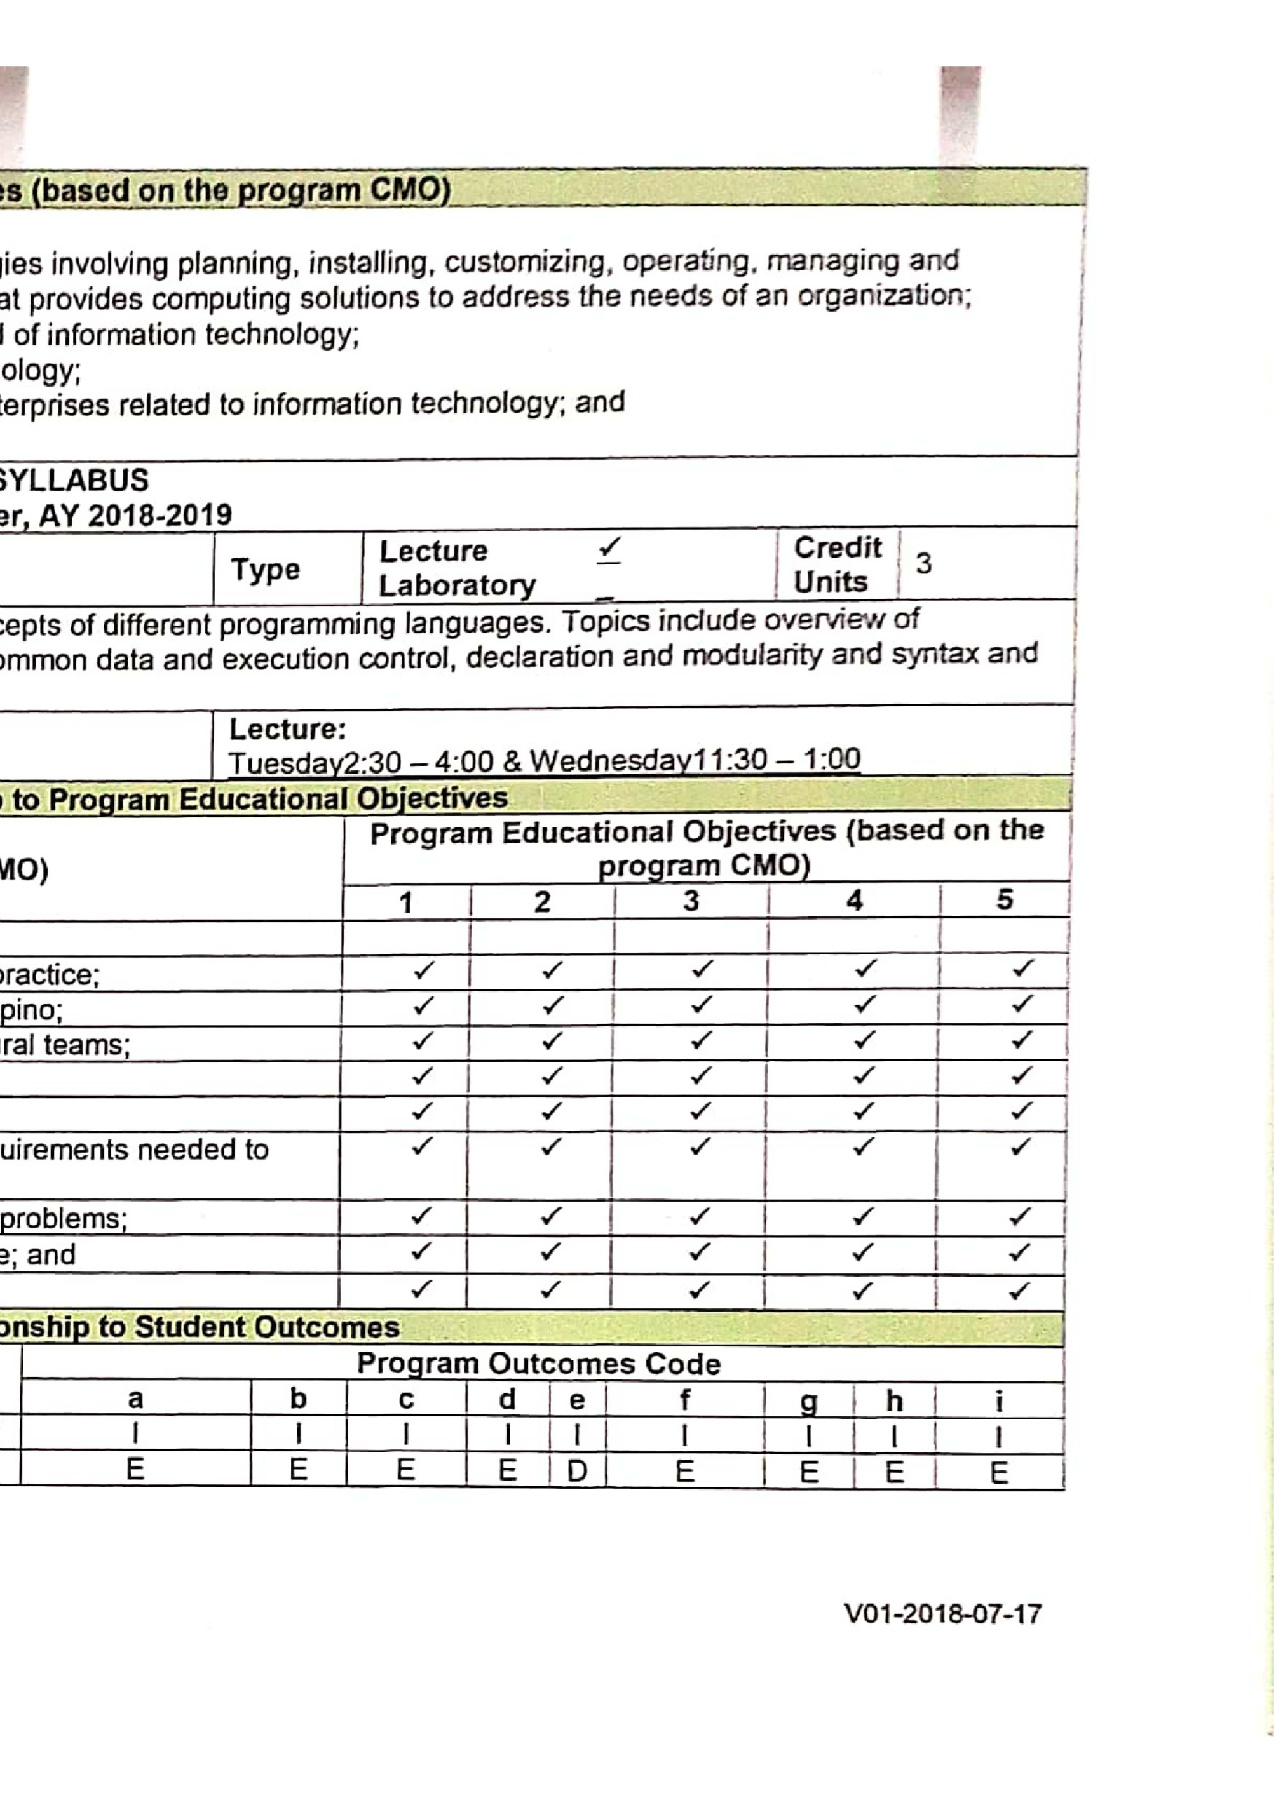 es (based on the program CMO)
gies involving planning, installing, customizing, operating, managing and
at provides computing solutions to address the needs of an organization;
of information technology;
ology;
terprises related to information technology; and
SYLLABUS
er, AY 2018-2019
Type Lecture ✓ Credit 3
Laboratory _ Units
cepts of different programming languages. Topics include overview of
ommon data and execution control, declaration and modularity and syntax and
Lecture:
Tuesday2:30 – 4:00 & Wednesday11:30 – 1:00
to Program Educational Objectives
Program Educational Objectives (based on the
MO) program CMO)
1 2 3 4 5
practice; ✓ ✓ ✓ ✓ ✓
pino; ✓ ✓ ✓ ✓ ✓
ral teams; ✓ ✓ ✓ ✓ ✓
✓ ✓ ✓ ✓ ✓
✓ ✓ ✓ ✓ ✓
uirements needed to ✓ ✓ ✓ ✓ ✓
problems; ✓ ✓ ✓ ✓ ✓
e; and ✓ ✓ ✓ ✓ ✓
✓ ✓ ✓ ✓ ✓
onship to Student Outcomes
Program Outcomes Code
a b c d e f g h i
I I I I I I I I I
E E E E D E E E E
V01-2018-07-17